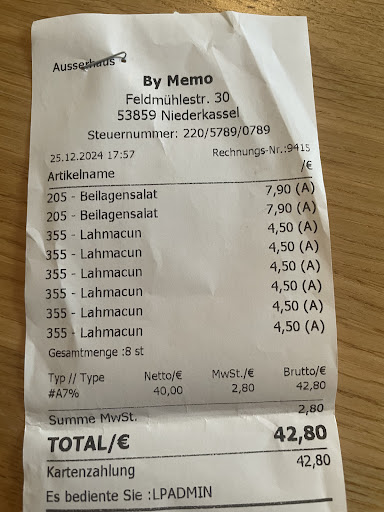 Ausserhaus
By Memo
Feldmühlestr. 30
53859 Niederkassel
Steuernummer: 220/5789/0789
25.12.2024 17:57 Rechnungs-Nr.:9415
Artikelname /€
205 - Beilagensalat 7,90 (A)
205 - Beilagensalat 7,90 (A)
355 - Lahmacun 4,50 (A)
355 - Lahmacun 4,50 (A)
355 - Lahmacun 4,50 (A)
355 - Lahmacun 4,50 (A)
355 - Lahmacun 4,50 (A)
355 - Lahmacun 4,50 (A)
Gesamtmenge :8 st
Typ // Type Netto/€ MwSt./€ Brutto/€
#A7% 40,00 2,80 42,80
Summe MwSt. 2,80
TOTAL/€ 42,80
Kartenzahlung 42,80
Es bediente Sie :LPADMIN